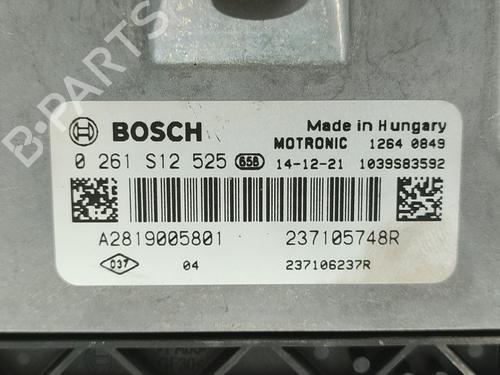 B-PARTS
BOSCH
Made in Hungary
MOTRONIC 1264 0849
0 261 S12 525 658 14-12-21 1039S83592
A2819005801 237105748R
037 04 237106237R